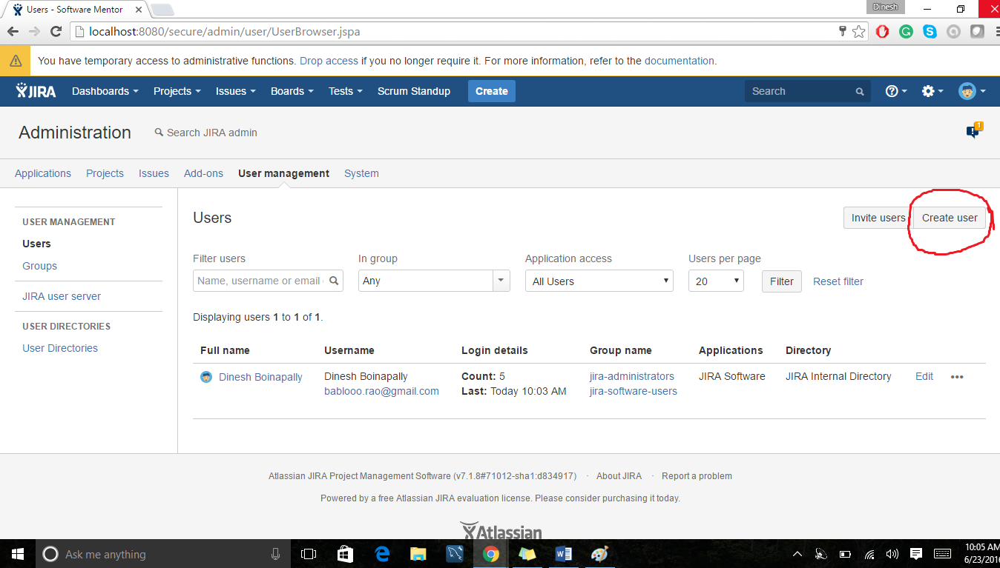 Users - Software Mentor
Dinesh
localhost:8080/secure/admin/user/UserBrowser.jspa
You have temporary access to administrative functions. Drop access if you no longer require it. For more information, refer to the documentation.
JIRA Dashboards Projects Issues Boards Tests Scrum Standup Create Search
Administration Search JIRA admin 1
Applications Projects Issues Add-ons User management System
USER MANAGEMENT
Users
Groups
JIRA user server
USER DIRECTORIES
User Directories
Users Invite users Create user
Filter users In group Application access Users per page
Name, username or email Any All Users 20 Filter Reset filter
Displaying users 1 to 1 of 1.
Full name Username Login details Group name Applications Directory
Dinesh Boinapally Dinesh Boinapally Count: 5 jira-administrators JIRA Software JIRA Internal Directory Edit
bablooo.rao@gmail.com Last: Today 10:03 AM jira-software-users
Atlassian JIRA Project Management Software (v7.1.8#71012-sha1:d834917) · About JIRA · Report a problem
Powered by a free Atlassian JIRA evaluation license. Please consider purchasing it today.
Atlassian
Ask me anything
10:05 AM
6/23/2016